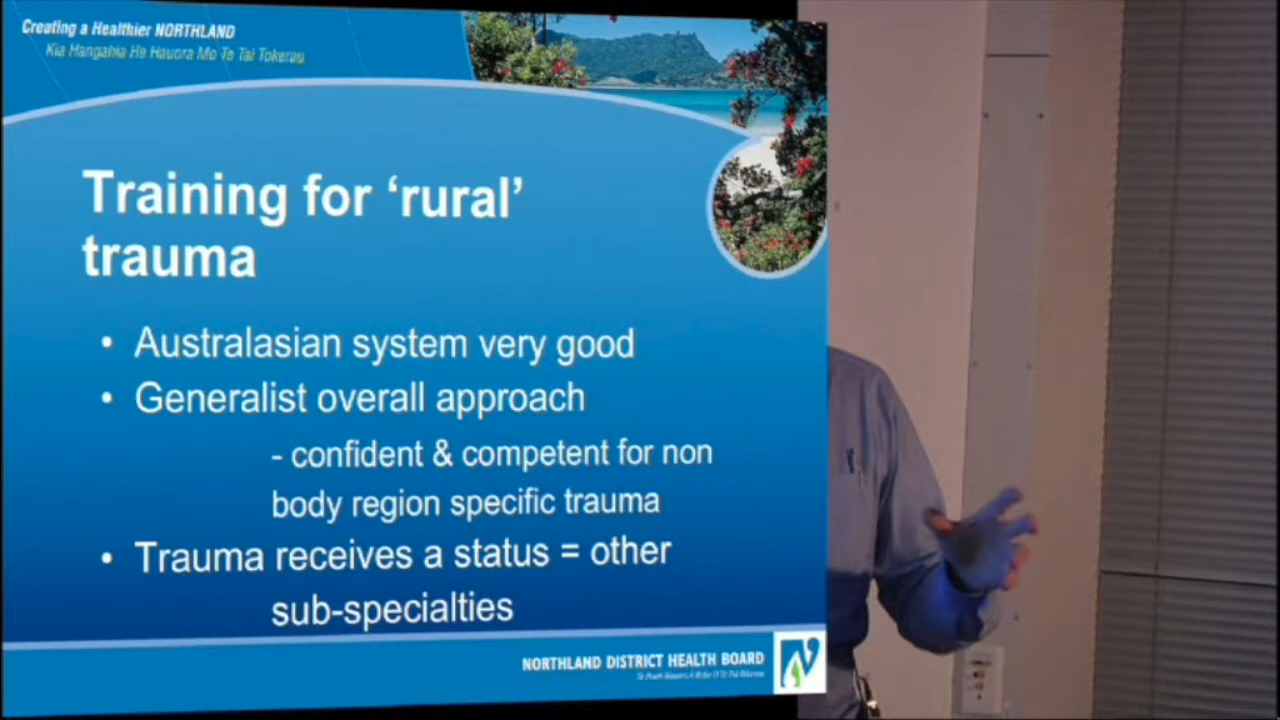 Creating a Healthier NORTHLAND
Kia Hangahia He Hauora Mo Te Tai Tokerau
Training for ‘rural’
trauma
• Australasian system very good
• Generalist overall approach
- confident & competent for non
body region specific trauma
• Trauma receives a status = other
sub-specialties
NORTHLAND DISTRICT HEALTH BOARD